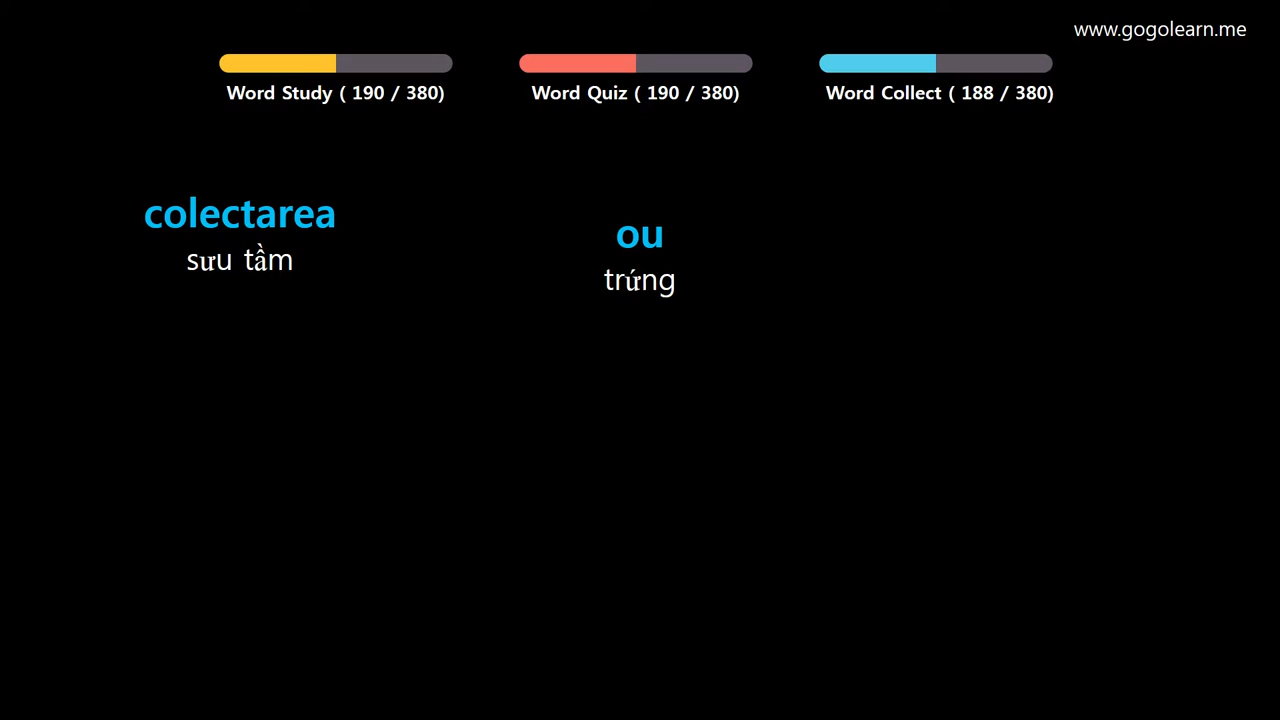 www.gogolearn.me
Word Study ( 190 / 380)
Word Quiz ( 190 / 380)
Word Collect ( 188 / 380)
colectarea
sưu tầm
ou
trứng